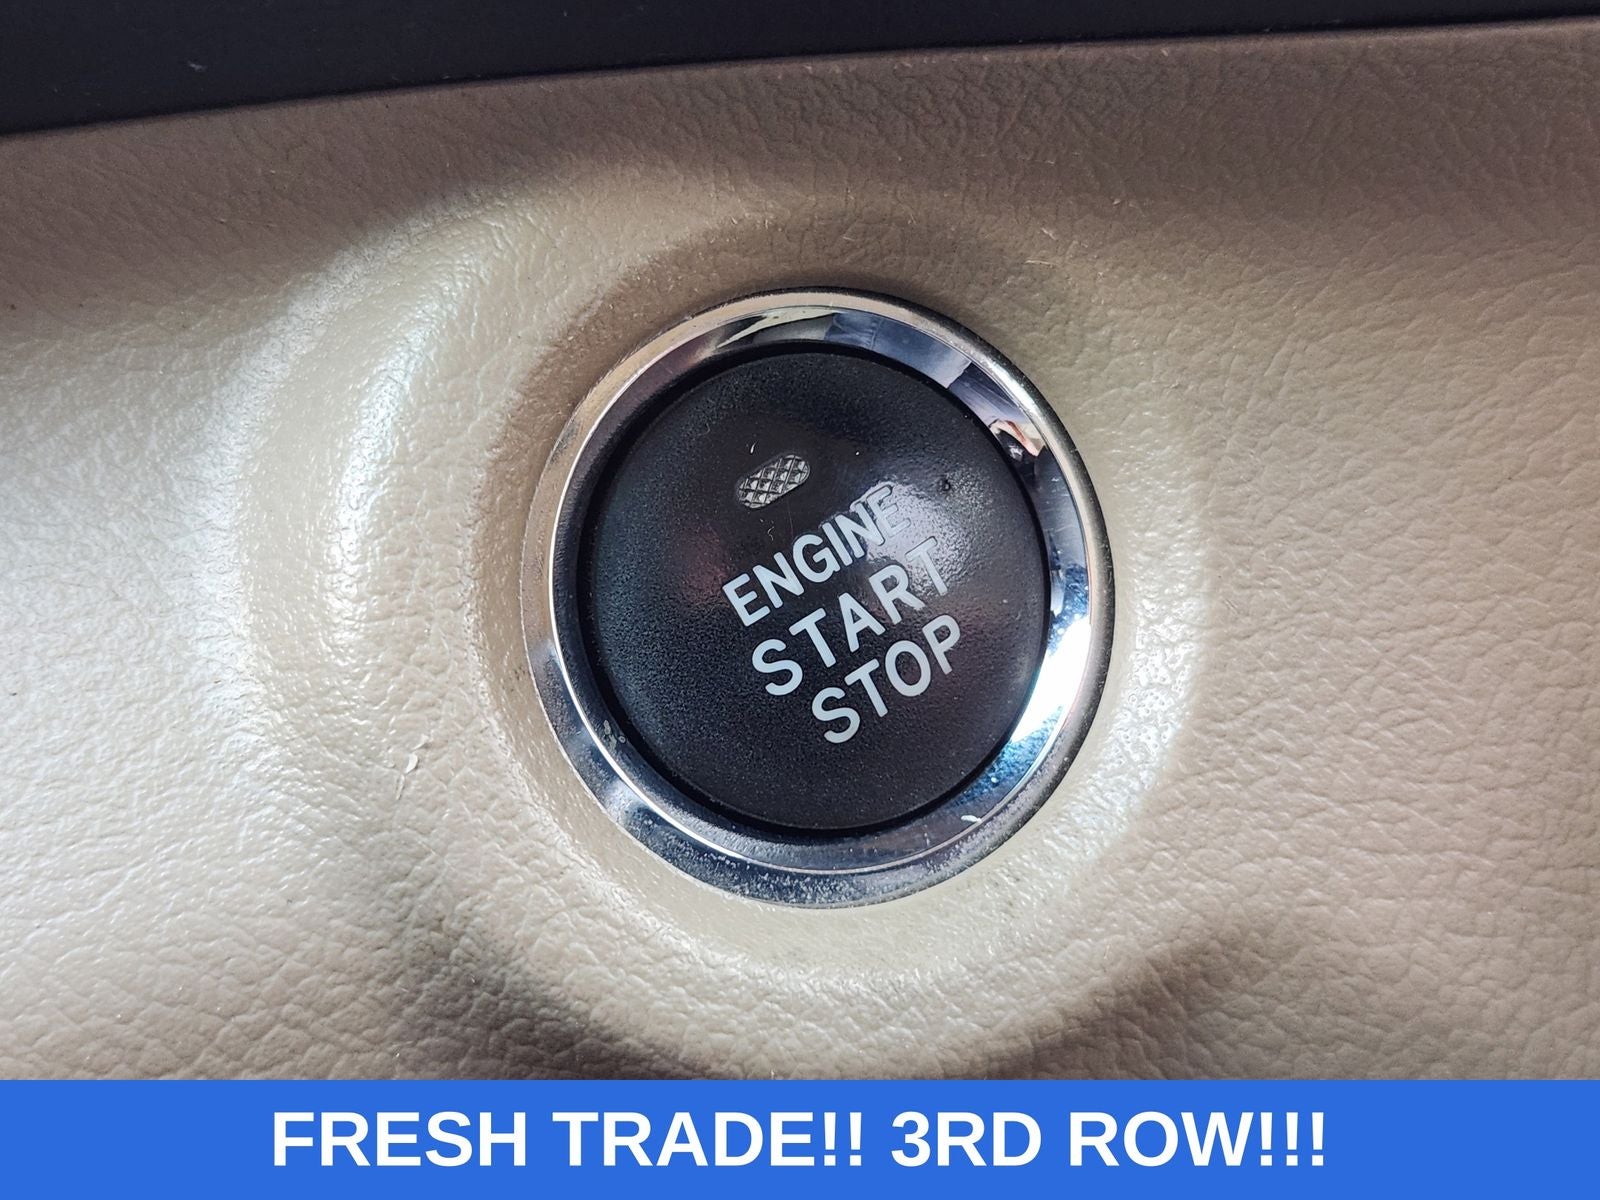 ENGINE
START
STOP
FRESH TRADE!! 3RD ROW!!!